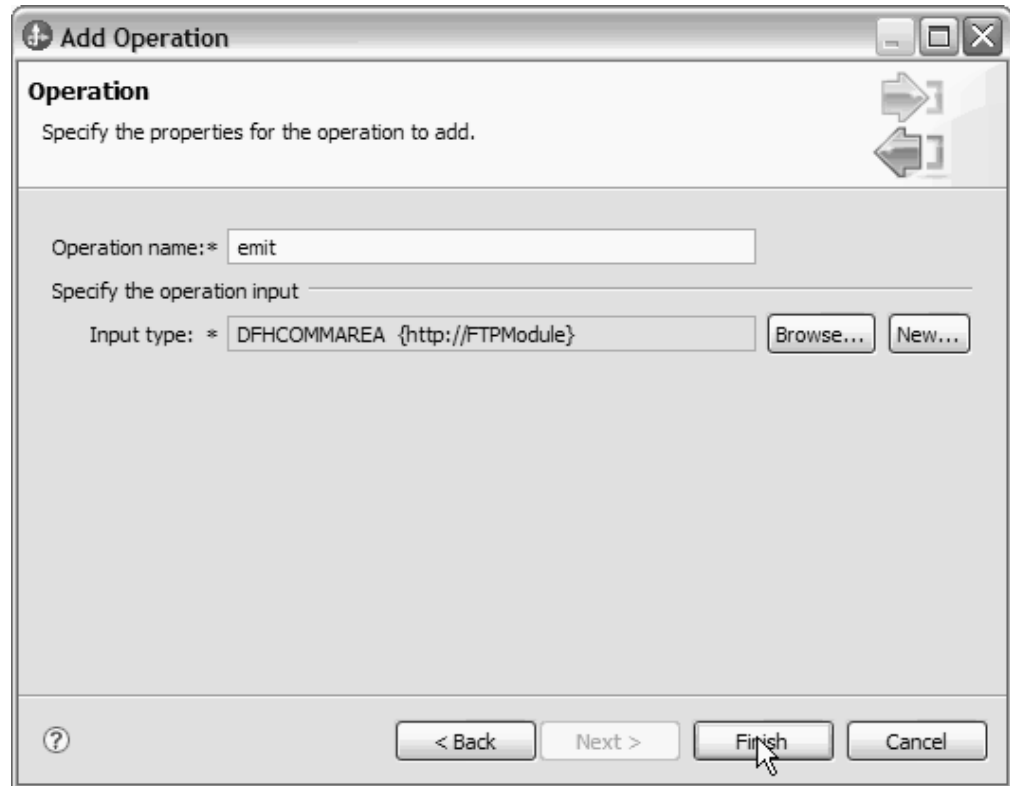 Add Operation
Operation
Specify the properties for the operation to add.
Operation name:* emit
Specify the operation input
Input type: * DFHCOMMAREA {http://FTPModule} Browse... New...
? < Back Next > Finish Cancel